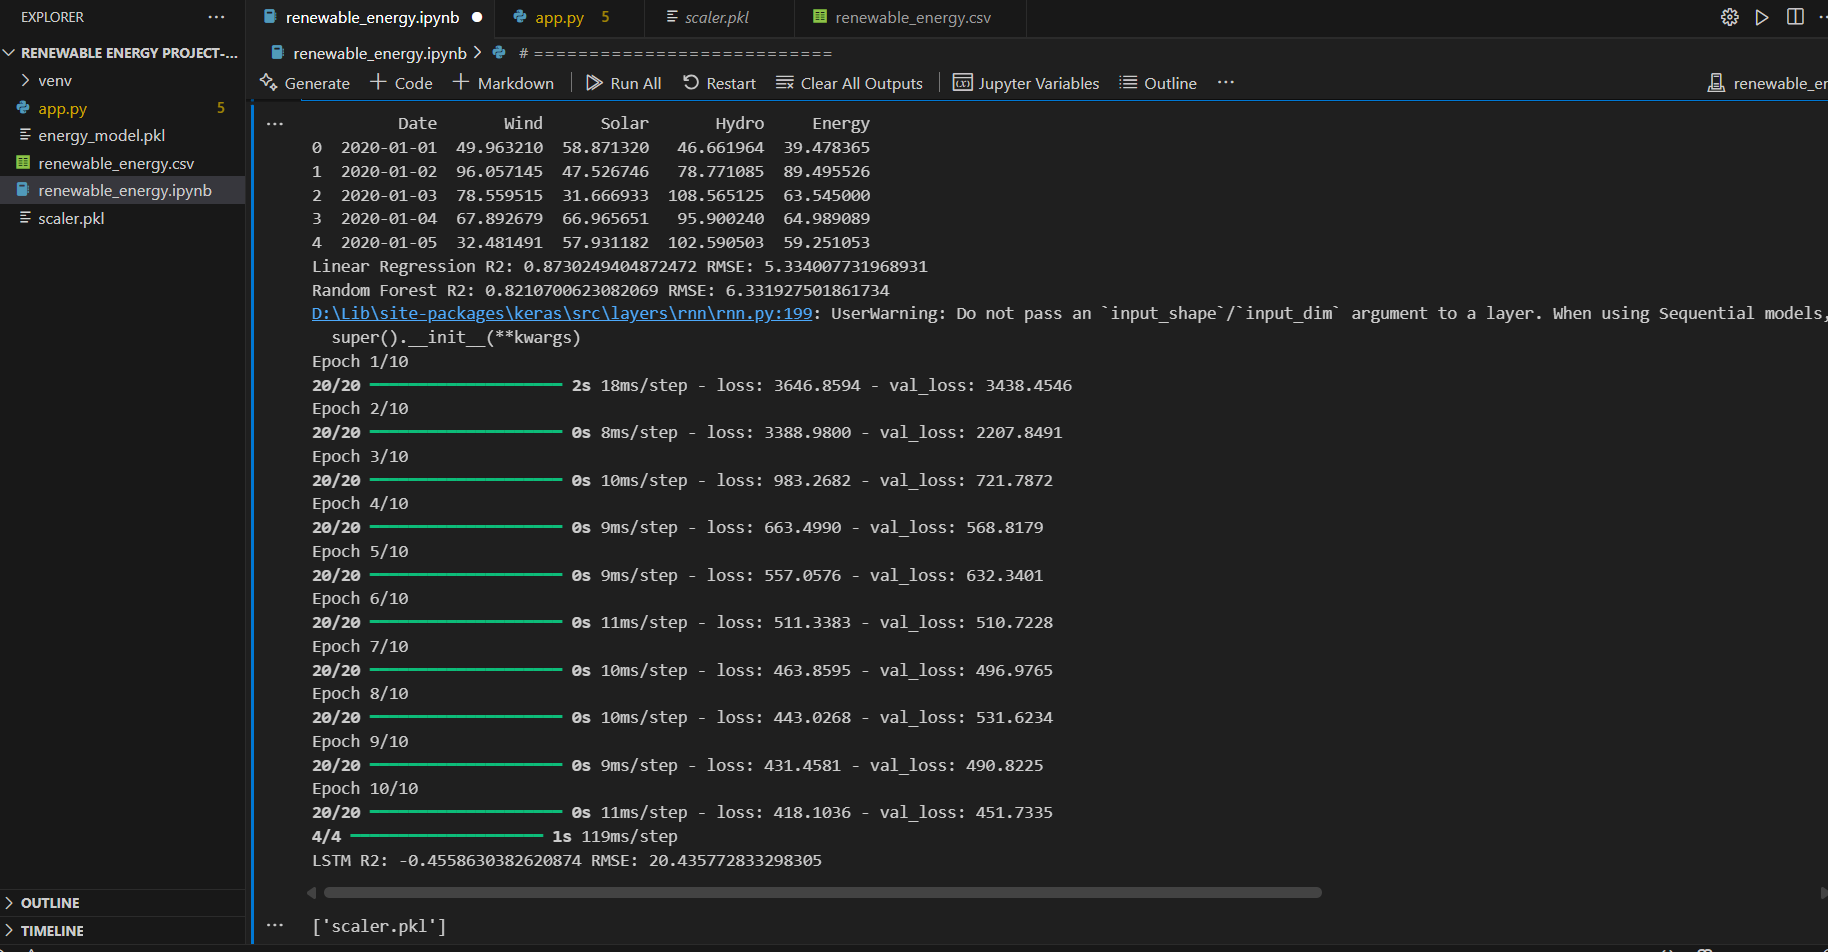 EXPLORER ···
RENEWABLE ENERGY PROJECT-...
venv
app.py 5
energy_model.pkl
renewable_energy.csv
renewable_energy.ipynb
scaler.pkl
OUTLINE
TIMELINE
renewable_energy.ipynb app.py 5 scaler.pkl renewable_energy.csv
renewable_energy.ipynb > # ===========================
Generate + Code + Markdown Run All Restart Clear All Outputs Jupyter Variables Outline ··· renewable_er
Date Wind Solar Hydro Energy
0 2020-01-01 49.963210 58.871320 46.661964 39.478365
1 2020-01-02 96.057145 47.526746 78.771085 89.495526
2 2020-01-03 78.559515 31.666933 108.565125 63.545000
3 2020-01-04 67.892679 66.965651 95.900240 64.989089
4 2020-01-05 32.481491 57.931182 102.590503 59.251053
Linear Regression R2: 0.8730249404872472 RMSE: 5.334007731968931
Random Forest R2: 0.8210700623082069 RMSE: 6.331927501861734
D:\Lib\site-packages\keras\src\layers\rnn\rnn.py:199: UserWarning: Do not pass an `input_shape`/`input_dim` argument to a layer. When using Sequential models,
super().__init__(**kwargs)
Epoch 1/10
20/20 ━━━━━━━━━━━━━━━━━━━━ 2s 18ms/step - loss: 3646.8594 - val_loss: 3438.4546
Epoch 2/10
20/20 ━━━━━━━━━━━━━━━━━━━━ 0s 8ms/step - loss: 3388.9800 - val_loss: 2207.8491
Epoch 3/10
20/20 ━━━━━━━━━━━━━━━━━━━━ 0s 10ms/step - loss: 983.2682 - val_loss: 721.7872
Epoch 4/10
20/20 ━━━━━━━━━━━━━━━━━━━━ 0s 9ms/step - loss: 663.4990 - val_loss: 568.8179
Epoch 5/10
20/20 ━━━━━━━━━━━━━━━━━━━━ 0s 9ms/step - loss: 557.0576 - val_loss: 632.3401
Epoch 6/10
20/20 ━━━━━━━━━━━━━━━━━━━━ 0s 11ms/step - loss: 511.3383 - val_loss: 510.7228
Epoch 7/10
20/20 ━━━━━━━━━━━━━━━━━━━━ 0s 10ms/step - loss: 463.8595 - val_loss: 496.9765
Epoch 8/10
20/20 ━━━━━━━━━━━━━━━━━━━━ 0s 10ms/step - loss: 443.0268 - val_loss: 531.6234
Epoch 9/10
20/20 ━━━━━━━━━━━━━━━━━━━━ 0s 9ms/step - loss: 431.4581 - val_loss: 490.8225
Epoch 10/10
20/20 ━━━━━━━━━━━━━━━━━━━━ 0s 11ms/step - loss: 418.1036 - val_loss: 451.7335
4/4 ━━━━━━━━━━━━━━━━━━━━ 1s 119ms/step
LSTM R2: -0.4558630382620874 RMSE: 20.435772833298305
['scaler.pkl']